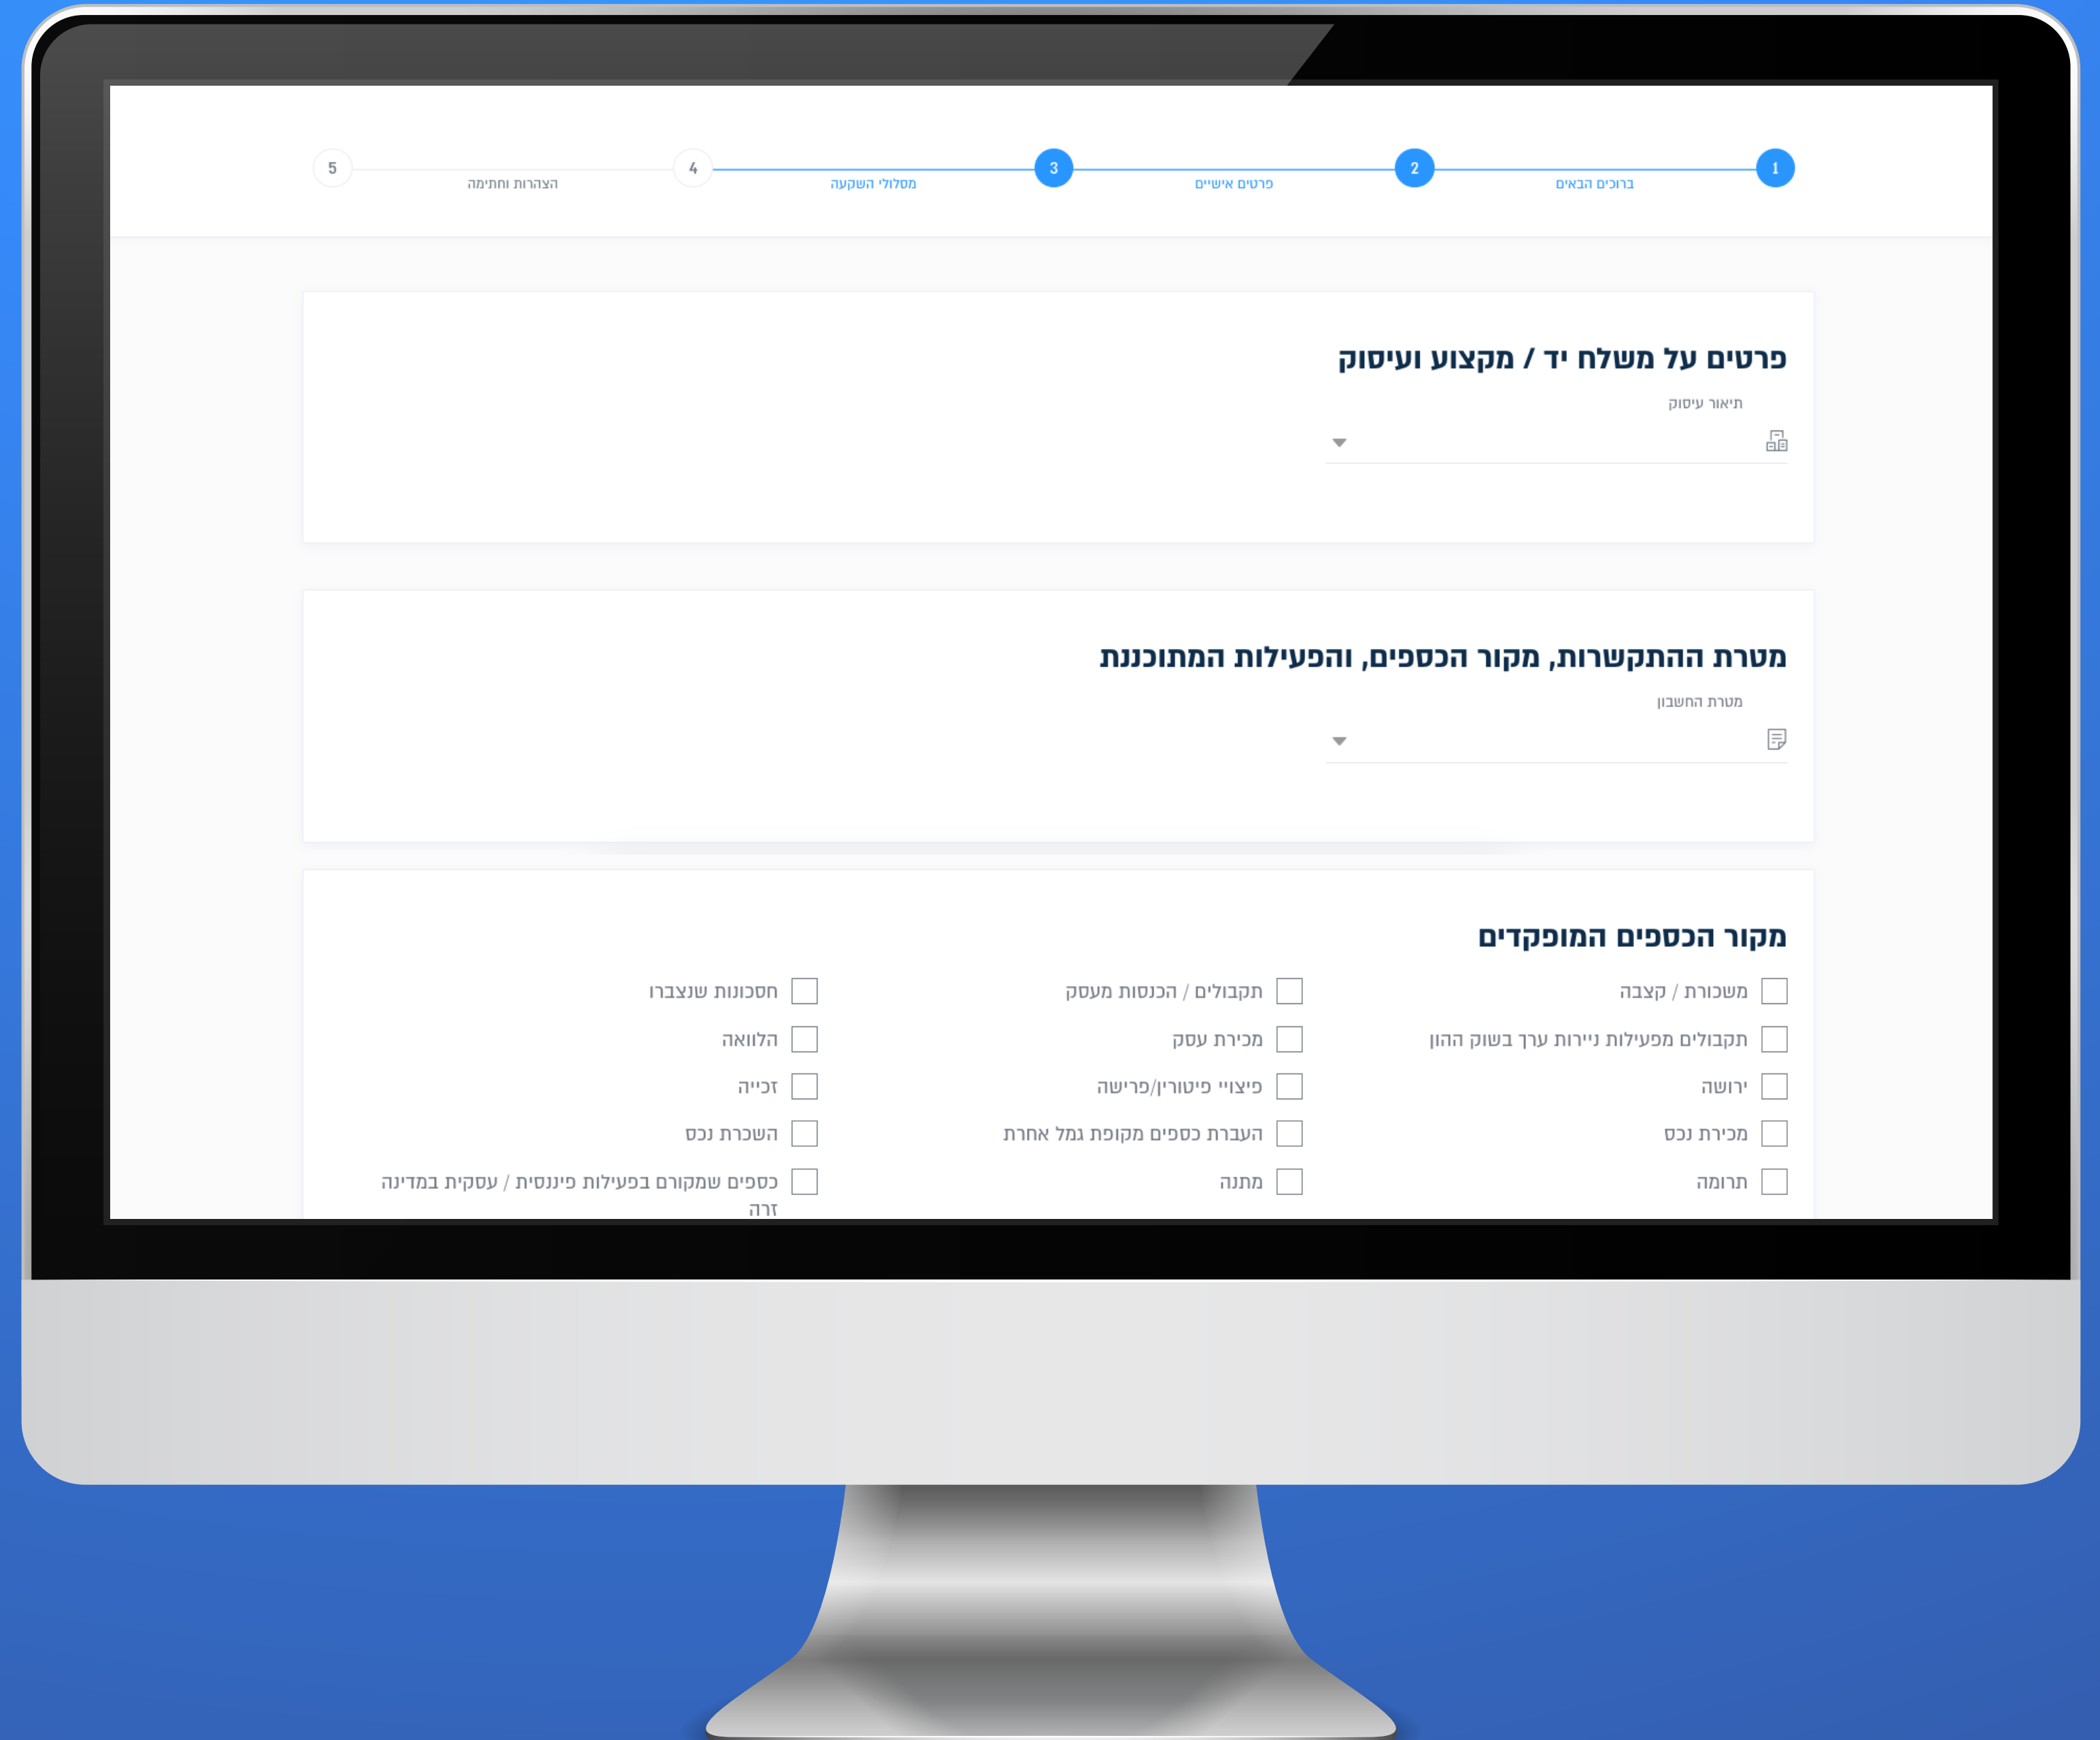 1 2 3 4 5
ברוכים הבאים פרטים אישיים מסלולי השקעה הצהרות וחתימה
פרטים על משלח יד / מקצוע ועיסוק
תיאור עיסוק
מטרת ההתקשרות, מקור הכספים, והפעילות המתוכננת
מטרת החשבון
מקור הכספים המופקדים
משכורת / קצבה תקבולים / הכנסות מעסק חסכונות שנצברו
תקבולים מפעילות ניירות ערך בשוק ההון מכירת עסק הלוואה
ירושה פיצויי פיטורין/פרישה זכייה
מכירת נכס העברת כספים מקופת גמל אחרת השכרת נכס
תרומה מתנה כספים שמקורם בפעילות פיננסית / עסקית במדינה
זרה